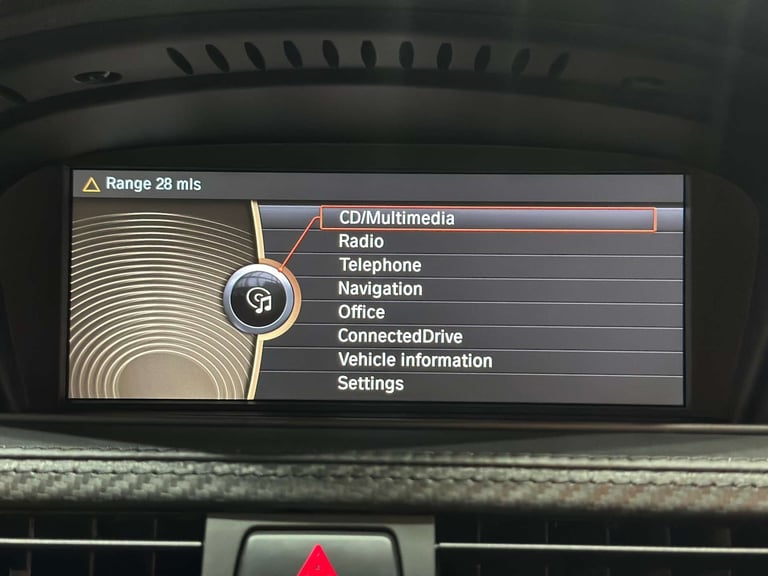 Range 28 mls
CD/Multimedia
Radio
Telephone
Navigation
Office
ConnectedDrive
Vehicle information
Settings